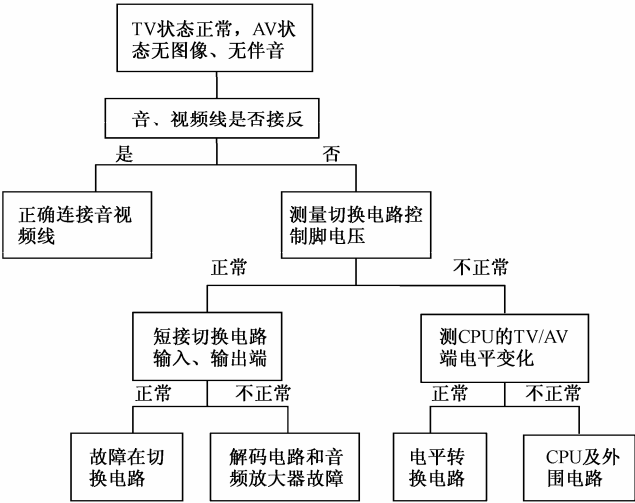 TV状态正常，AV状
态无图像、无伴音
音、视频线是否接反
是
否
正确连接音视
频线
测量切换电路控
制脚电压
正常
不正常
短接切换电路
输入、输出端
测CPU的TV/AV
端电平变化
正常
不正常
正常
不正常
故障在切
换电路
解码电路和音
频放大器故障
电平转
换电路
CPU及外
围电路